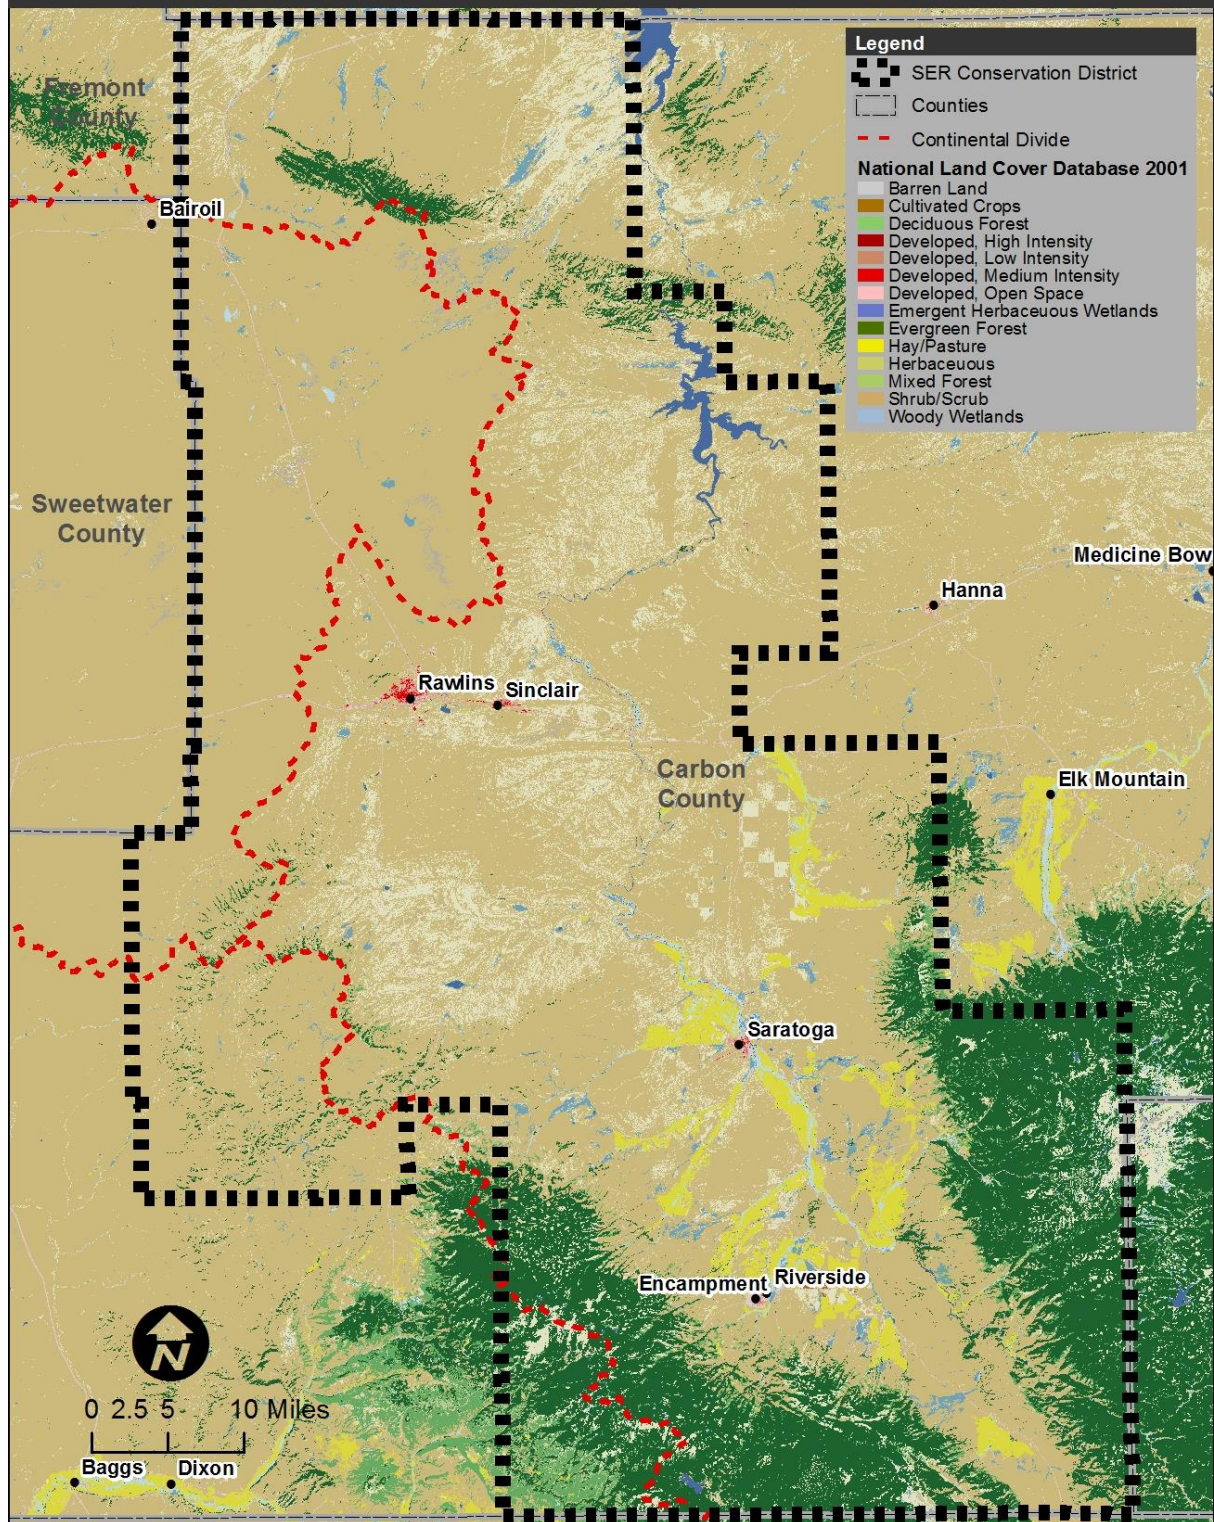 Legend
SER Conservation District
Counties
Continental Divide
National Land Cover Database 2001
Barren Land
Cultivated Crops
Deciduous Forest
Developed, High Intensity
Developed, Low Intensity
Developed, Medium Intensity
Developed, Open Space
Emergent Herbaceuous Wetlands
Evergreen Forest
Hay/Pasture
Herbaceuous
Mixed Forest
Shrub/Scrub
Woody Wetlands
Fremont
County
Bairoil
Sweetwater
County
Medicine Bow
Hanna
Rawlins
Sinclair
Carbon
County
Elk Mountain
Saratoga
Encampment
Riverside
N
0 2.5 5 10 Miles
Baggs
Dixon